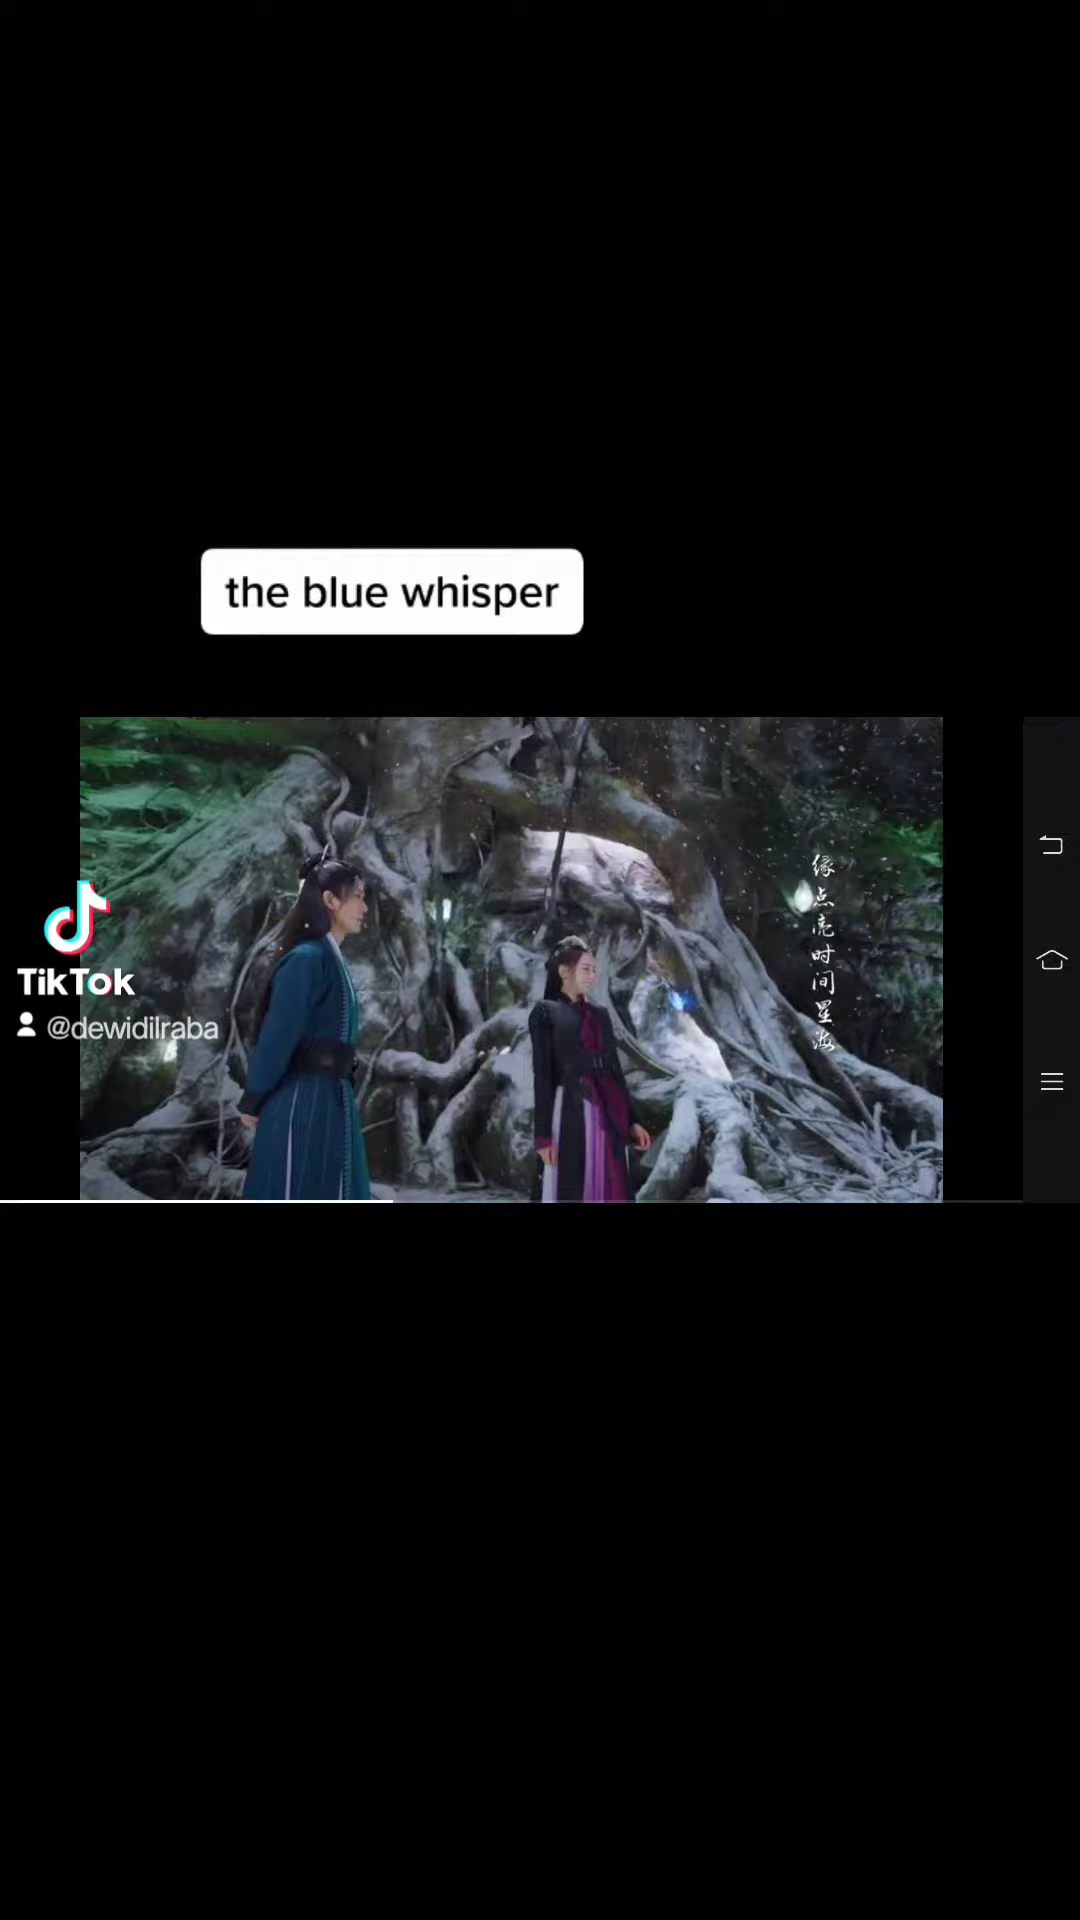 the blue whisper
缘点亮时间星海
TikTok
@dewidilraba